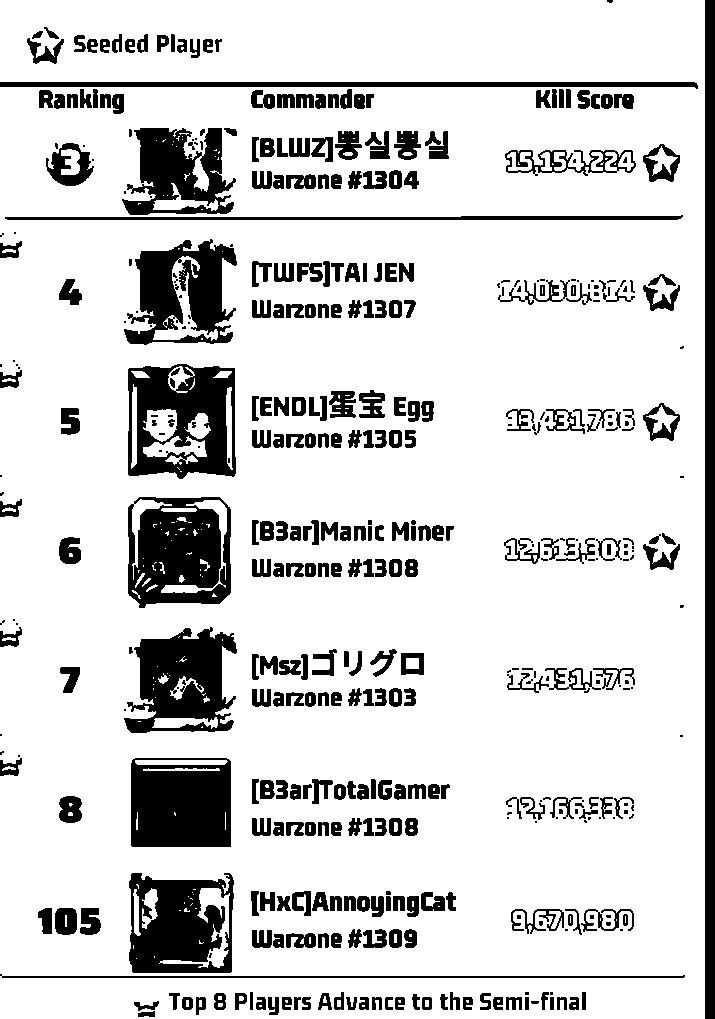 Seeded Player
Ranking Commander Kill Score
3 [BLWZ]뽕실뽕실 15,154,224
Warzone #1304
4 [TWFS]TAI JEN 14,030,814
Warzone #1307
5 [ENDL]蛋宝 Egg 13,431,786
Warzone #1305
6 [B3ar]Manic Miner 12,613,308
Warzone #1308
7 [Msz]ゴリグロ 12,431,676
Warzone #1303
8 [B3ar]TotalGamer 12,166,338
Warzone #1308
105 [HxC]AnnoyingCat 9,670,980
Warzone #1309
Top 8 Players Advance to the Semi-final